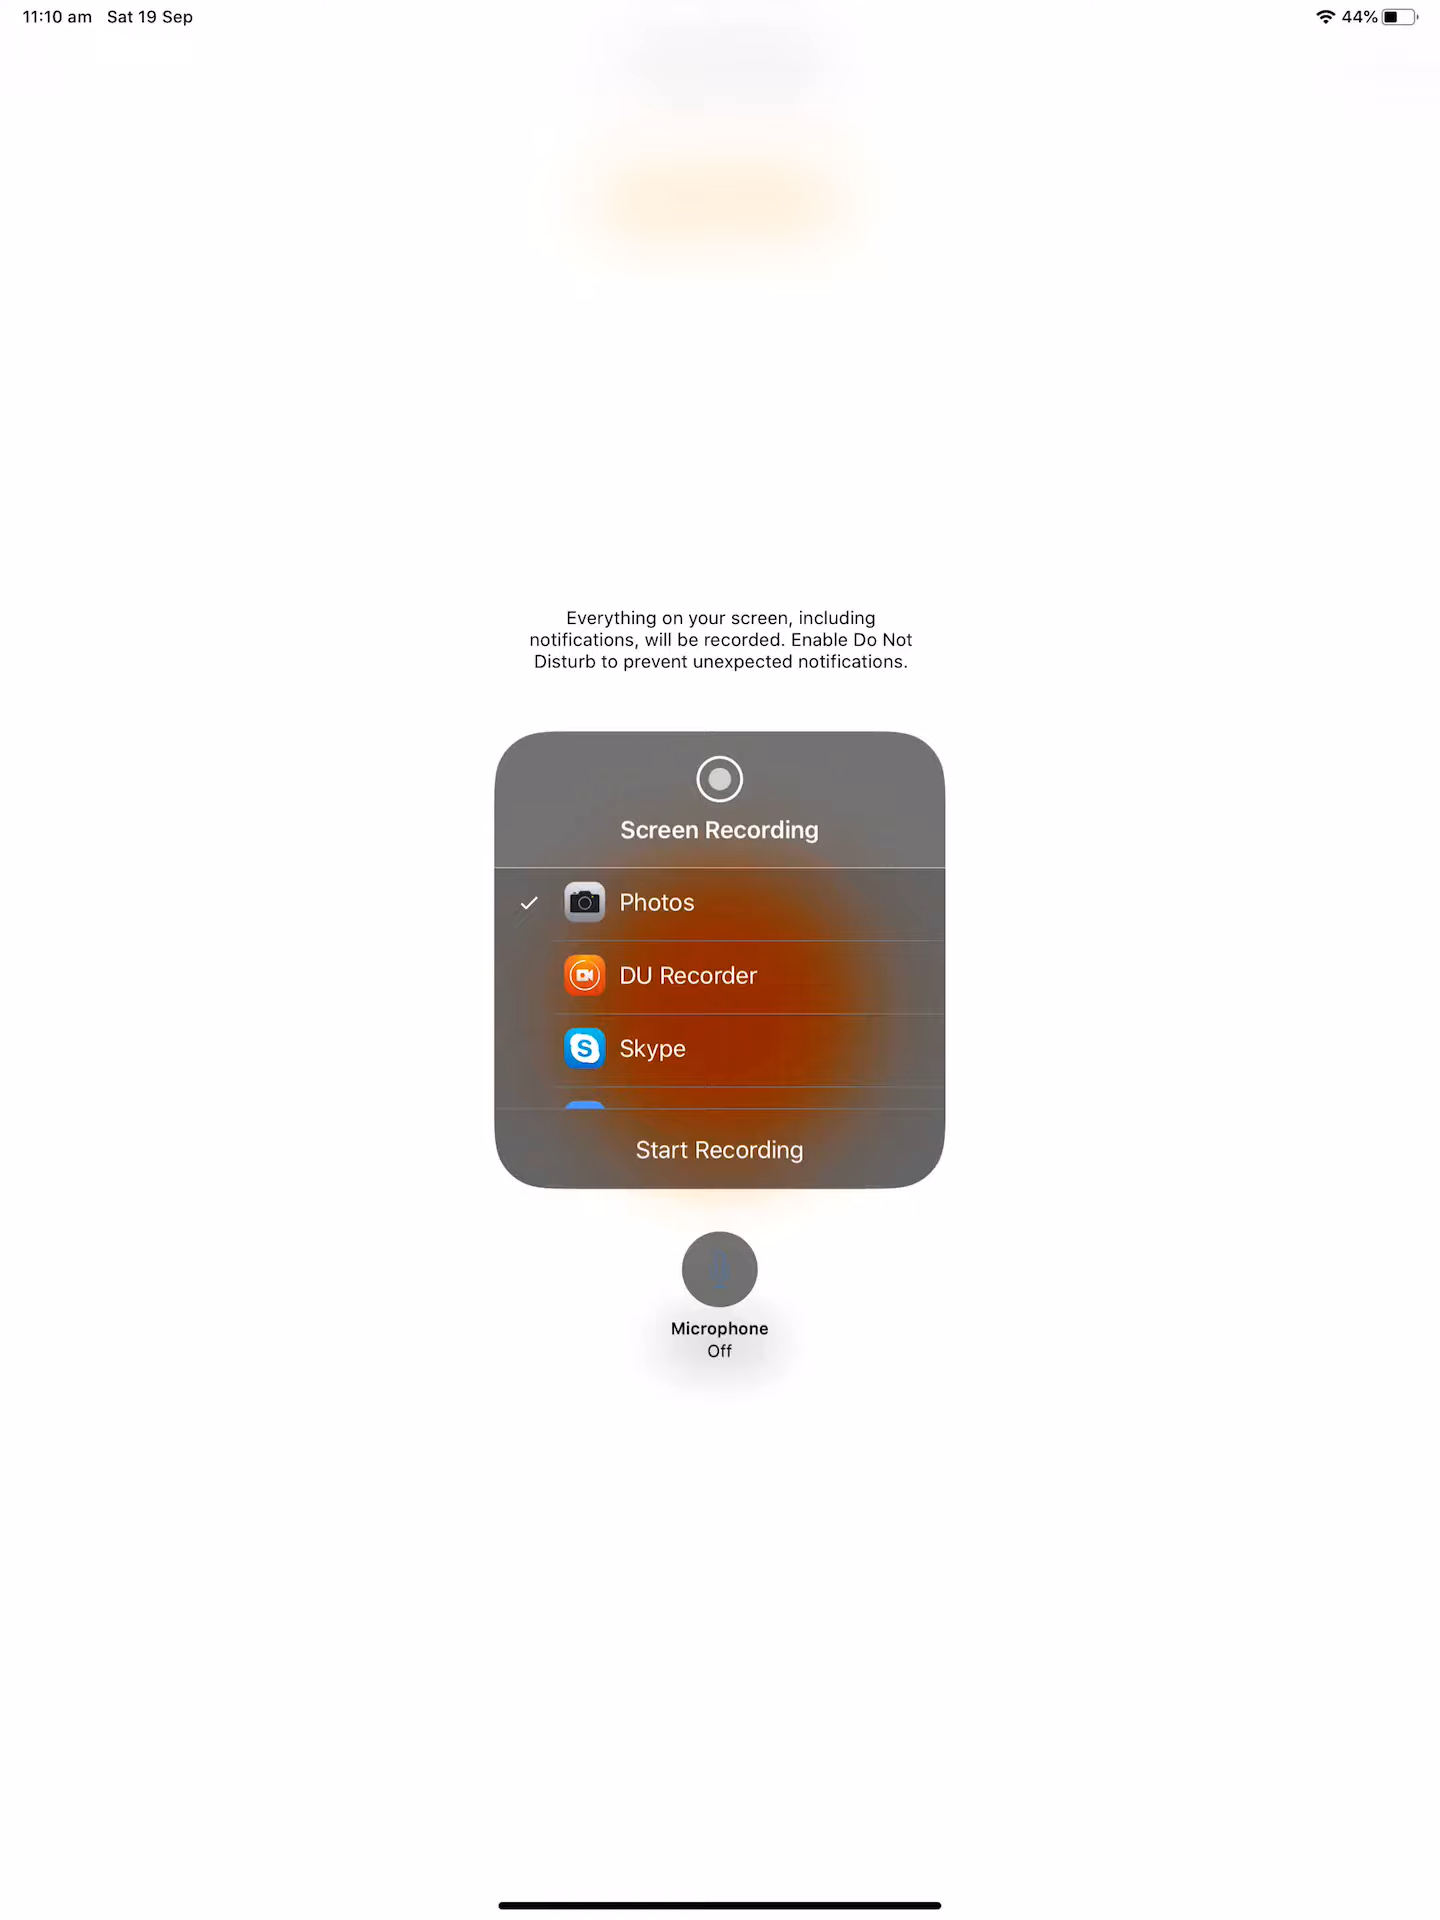 11:10 am Sat 19 Sep
44%
Everything on your screen, including
notifications, will be recorded. Enable Do Not
Disturb to prevent unexpected notifications.
Screen Recording
Photos
DU Recorder
S
Skype
Start Recording
Microphone
Off